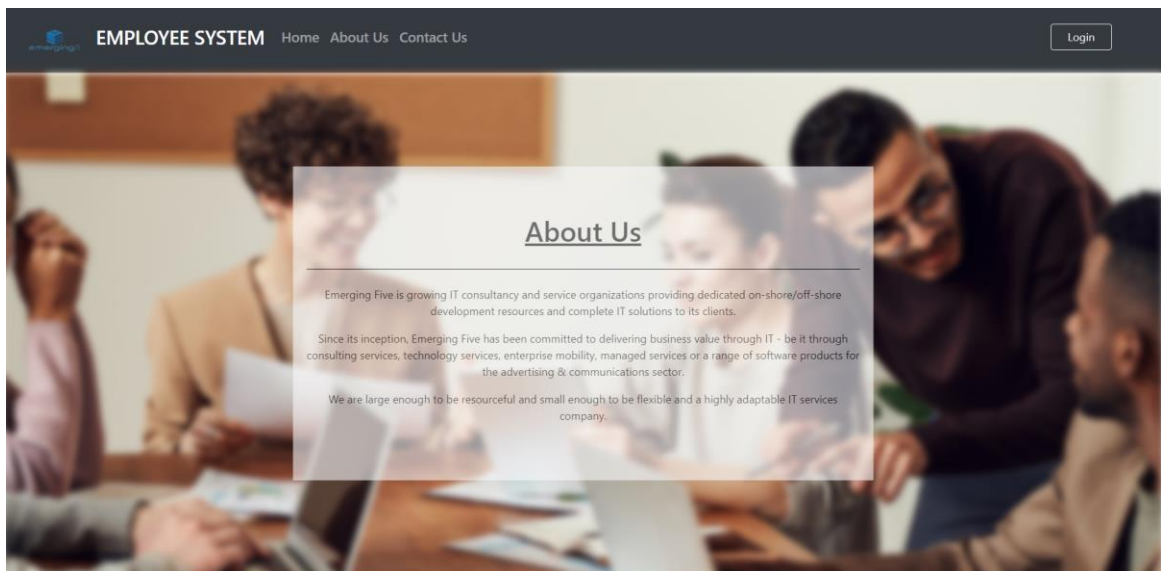 emerging5
EMPLOYEE SYSTEM Home About Us Contact Us
Login
About Us
Emerging Five is growing IT consultancy and service organizations providing dedicated on-shore/off-shore
development resources and complete IT solutions to its clients.
Since its inception, Emerging Five has been committed to delivering business value through IT - be it through
consulting services, technology services, enterprise mobility, managed services or a range of software products for
the advertising & communications sector.
We are large enough to be resourceful and small enough to be flexible and a highly adaptable IT services
company.